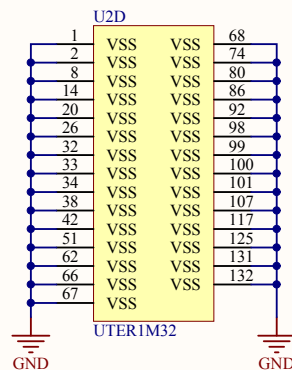 U2D
1 VSS VSS 68
2 VSS VSS 74
8 VSS VSS 80
14 VSS VSS 86
20 VSS VSS 92
26 VSS VSS 98
32 VSS VSS 99
33 VSS VSS 100
34 VSS VSS 101
38 VSS VSS 107
42 VSS VSS 117
51 VSS VSS 125
62 VSS VSS 131
66 VSS VSS 132
67 VSS
UTER1M32
GND GND